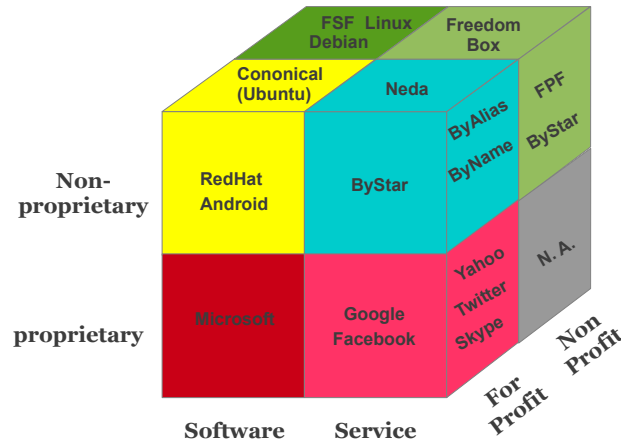 FSF Linux
Debian
Freedom
Box
Cononical
(Ubuntu)
Neda
ByAlias
ByName
FPF
ByStar
Non-
proprietary
RedHat
Android
ByStar
proprietary
Microsoft
Google
Facebook
Yahoo
Twitter
Skype
N. A.
Software
Service
For
Profit
Non
Profit